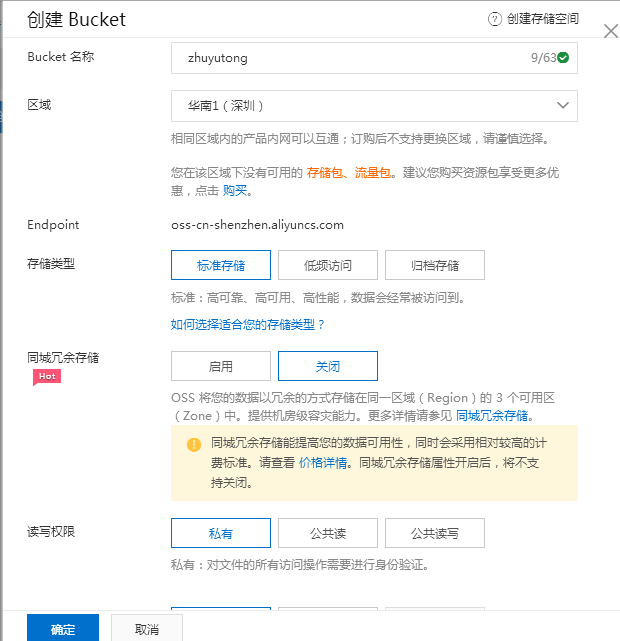 创建 Bucket
? 创建存储空间
Bucket 名称
zhuyutong
9/63
区域
华南1（深圳）
相同区域内的产品内网可以互通；订购后不支持更换区域，请谨慎选择。
您在该区域下没有可用的 存储包、流量包。建议您购买资源包享受更多优
惠，点击 购买。
Endpoint
oss-cn-shenzhen.aliyuncs.com
存储类型
标准存储
低频访问
归档存储
标准：高可靠、高可用、高性能，数据会经常被访问到。
如何选择适合您的存储类型？
同城冗余存储
Hot
启用
关闭
OSS 将您的数据以冗余的方式存储在同一区域（Region）的 3 个可用区
（Zone）中。提供机房级容灾能力。更多详情请参见 同城冗余存储。
同城冗余存储能提高您的数据可用性，同时会采用相对较高的计
费标准。请查看 价格详情。同城冗余存储属性开启后，将不支
持关闭。
读写权限
私有
公共读
公共读写
私有：对文件的所有访问操作需要进行身份验证。
确定
取消